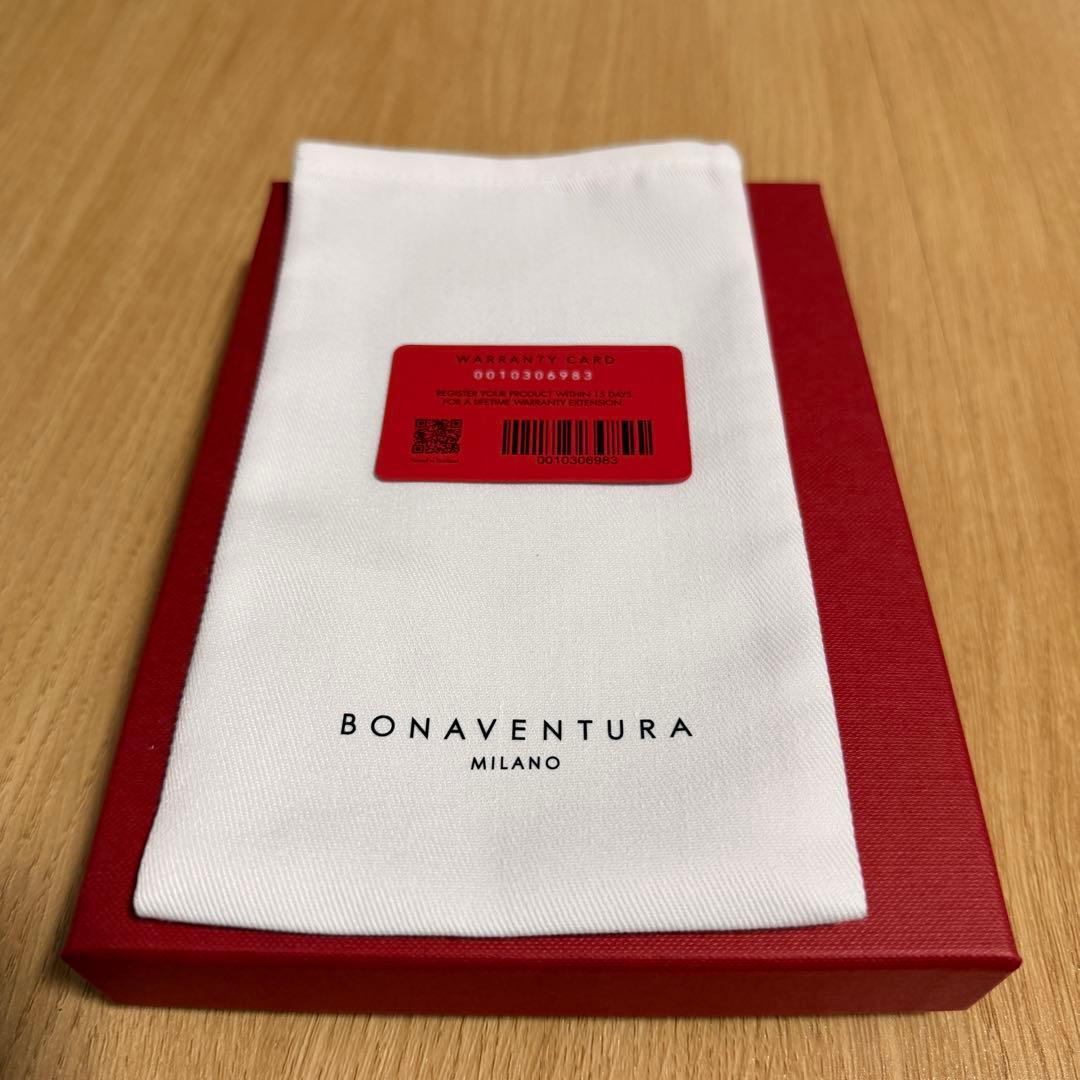 WARRANTY CARD
0010306983
REGISTER YOUR PRODUCT WITHIN 15 DAYS
FOR A LIFETIME WARRANTY EXTENSION
0010306983
BONAVENTURA
MILANO